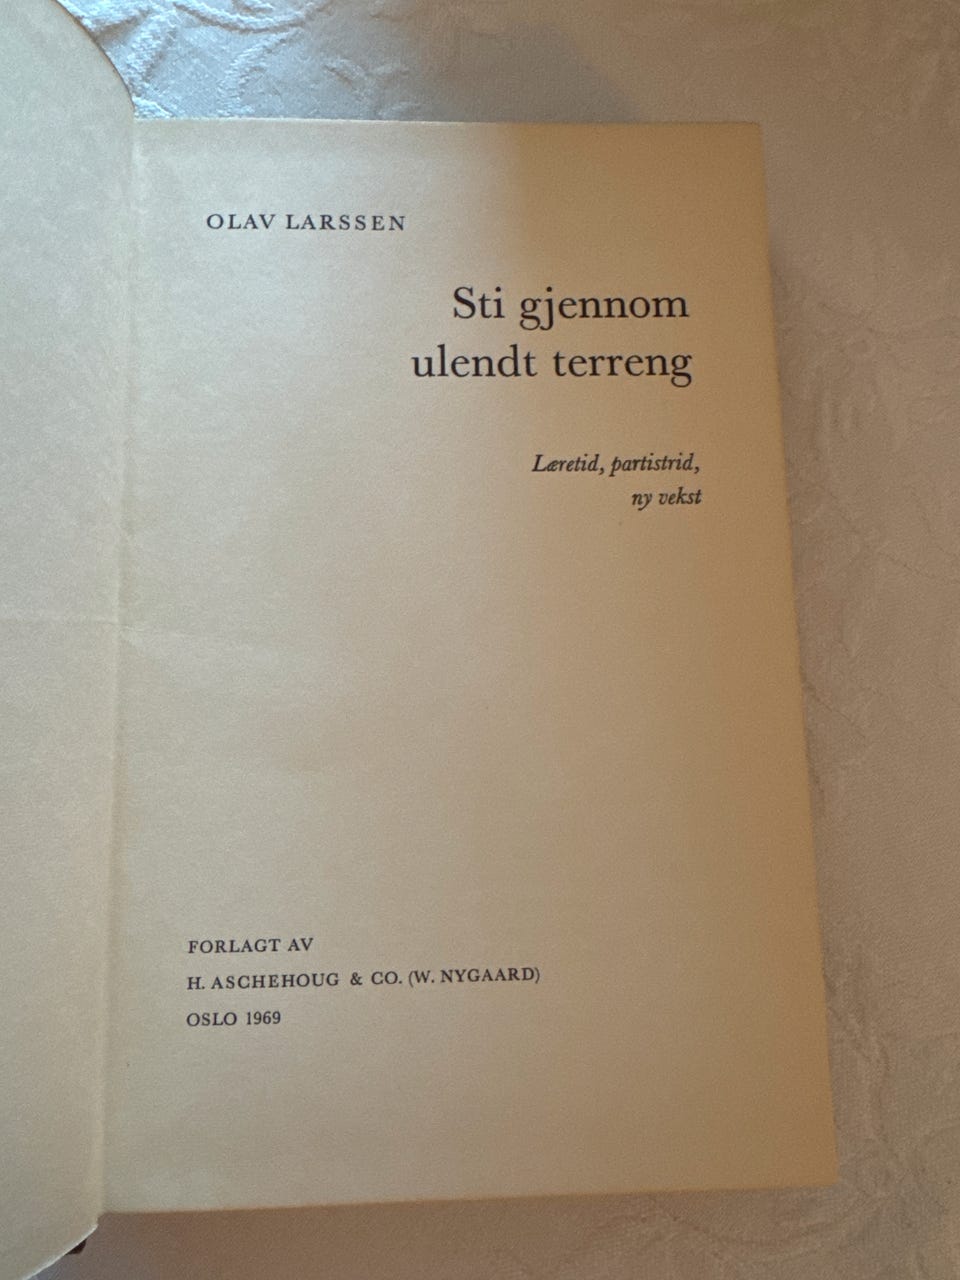 OLAV LARSSEN
Sti gjennom
ulendt terreng
Læretid, partistrid,
ny vekst
FORLAGT AV
H. ASCHEHOUG & CO. (W. NYGAARD)
OSLO 1969